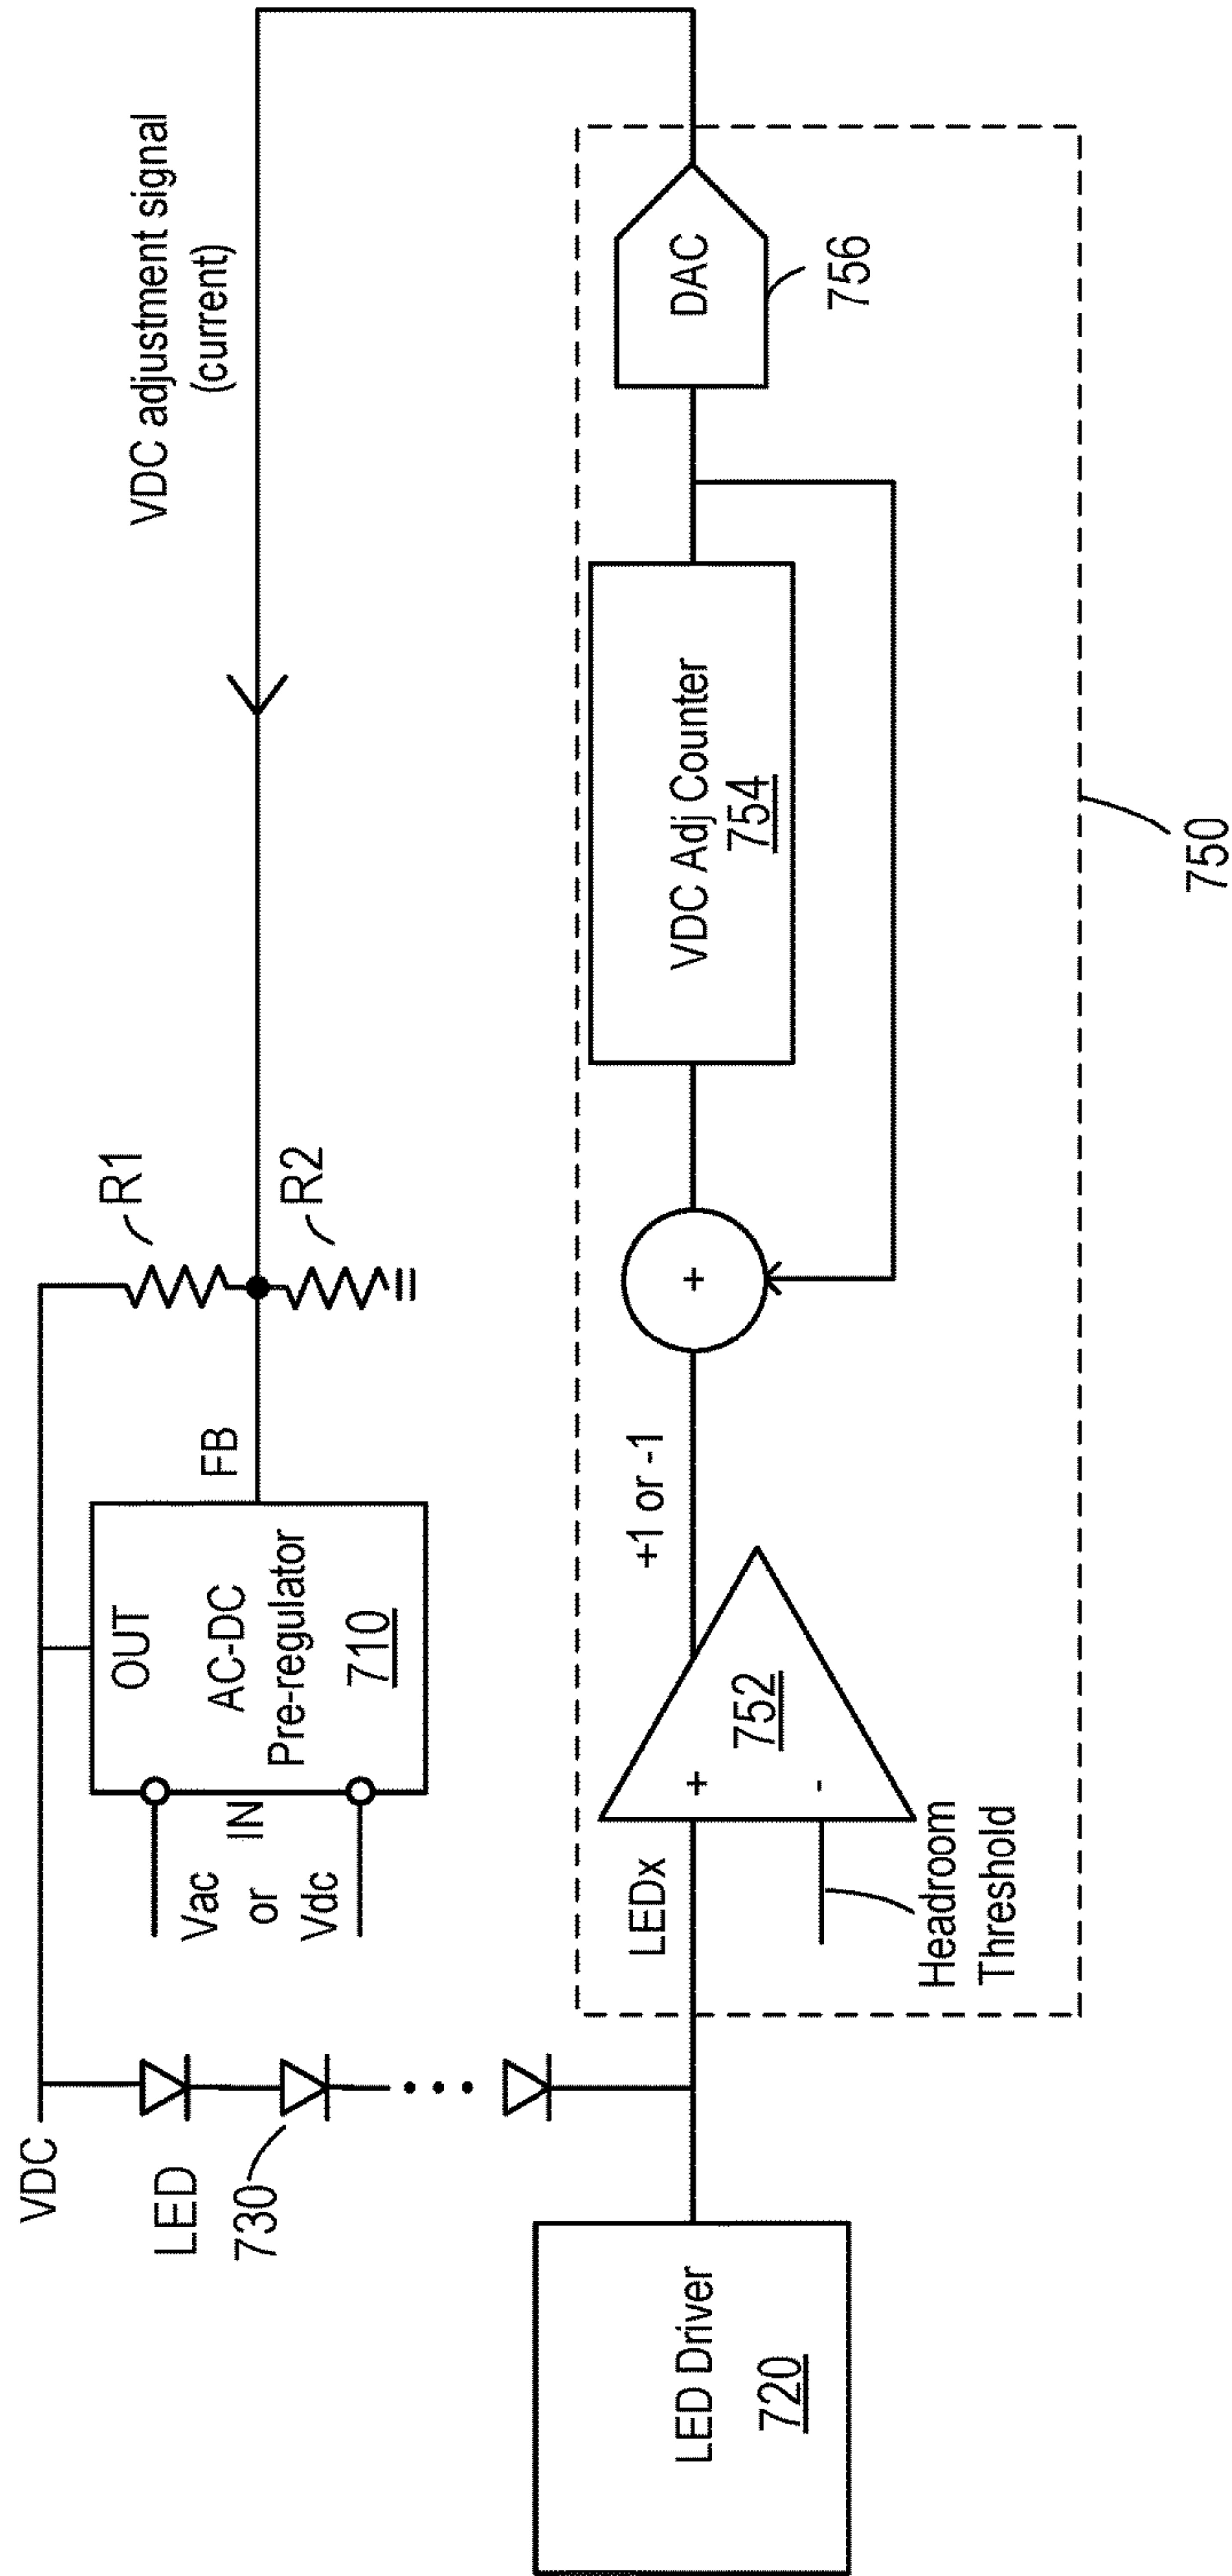 VDC
LED
730
Vac
or
Vdc
IN
OUT
AC-DC
Pre-regulator
710
FB
R1
R2
VDC adjustment signal
(current)
LED Driver
720
LEDx
Headroom
Threshold
+
-
752
+1 or -1
+
VDC Adj Counter
754
DAC
756
750